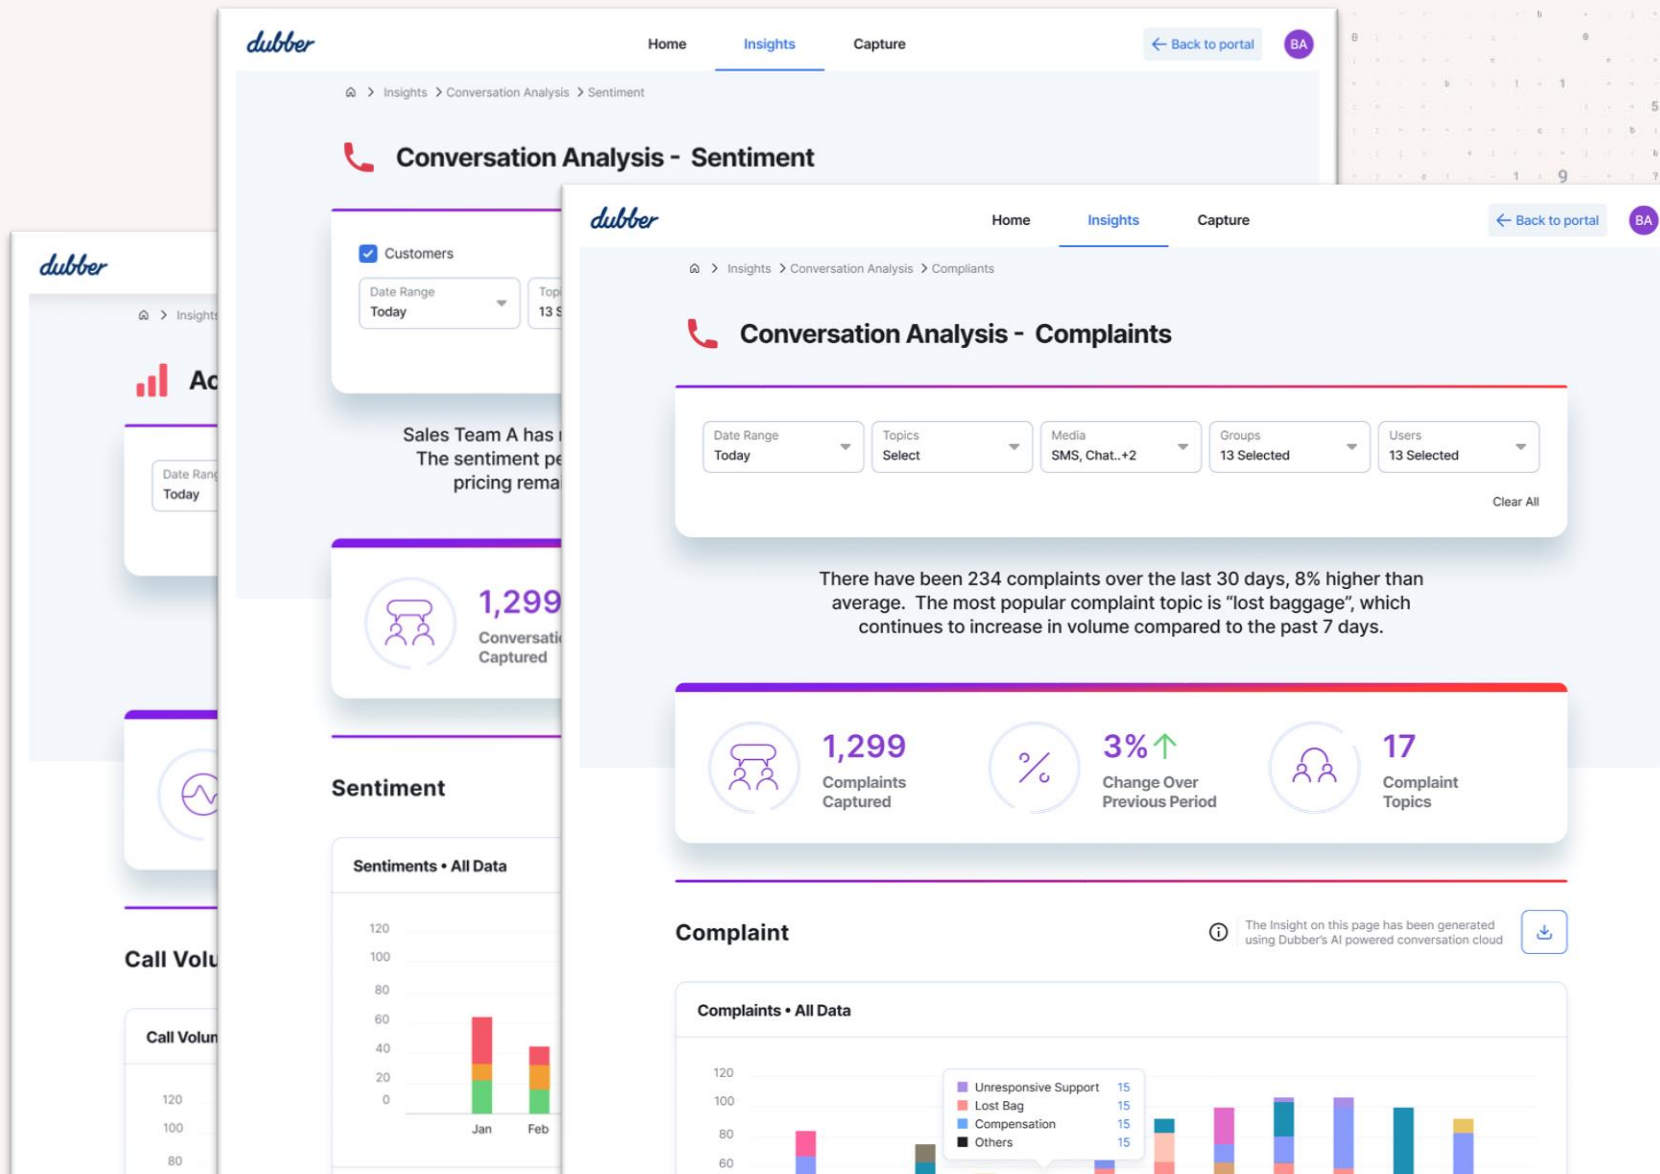 dubber
Home
Insights
Capture
← Back to portal
BA
Insights > Conversation Analysis > Sentiment
Conversation Analysis - Sentiment
Customers
Date Range
Today
13
Sales Team A has
The sentiment
pricing
1,299
Captured
Sentiment
Sentiments • All Data
120
100
80
60
40
20
0
Jan
Feb
dubber
Insights
Today
120
100
80
dubber
Home
Insights
Capture
← Back to portal
BA
Insights > Conversation Analysis > Compliants
Conversation Analysis - Complaints
Date Range
Today
Topics
Select
Media
SMS, Chat..+2
Groups
13 Selected
Users
13 Selected
Clear All
There have been 234 complaints over the last 30 days, 8% higher than
average. The most popular complaint topic is “lost baggage”, which
continues to increase in volume compared to the past 7 days.
1,299
Complaints
Captured
3% ↑
Change Over
Previous Period
17
Complaint
Topics
Complaint
The Insight on this page has been generated
using Dubber's AI powered conversation cloud
Complaints • All Data
120
100
80
60
Unresponsive Support 15
Lost Bag 15
Compensation 15
Others 15